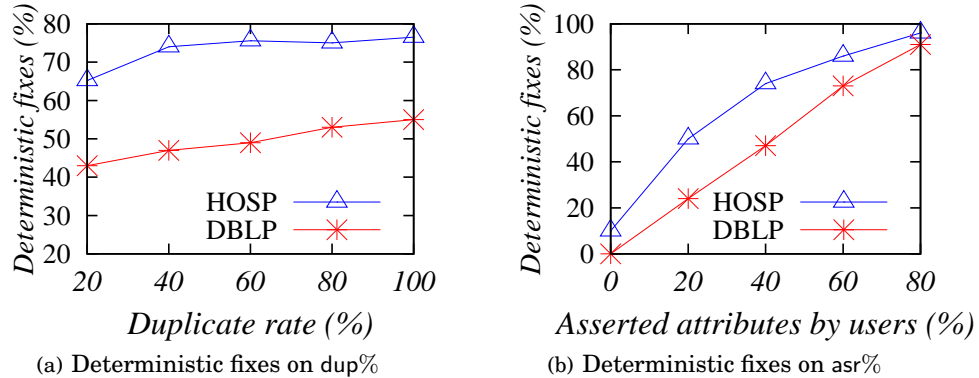 Deterministic fixes (%)
80
70
60
50
40
30
20
HOSP
DBLP
20 40 60 80 100
Duplicate rate (%)
(a) Deterministic fixes on dup%
Deterministic fixes (%)
100
80
60
40
20
0
HOSP
DBLP
0 20 40 60 80
Asserted attributes by users (%)
(b) Deterministic fixes on asr%